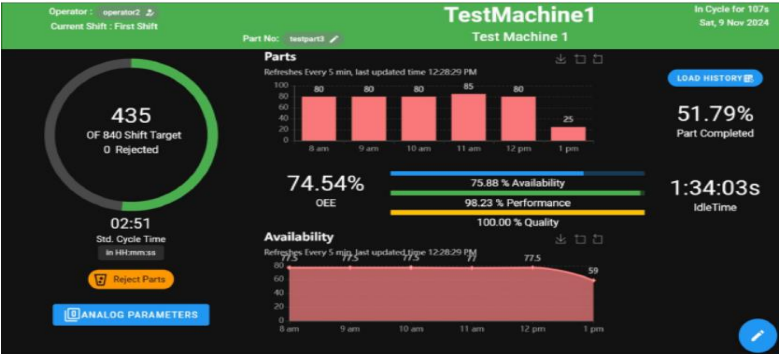 Operator : operator2
Current Shift : First Shift
TestMachine1
Test Machine 1
In Cycle for 107s
Sat, 9 Nov 2024
Part No: testpart3
435
OF 840 Shift Target
0 Rejected
02:51
Std. Cycle Time
In HH:mm:ss
Reject Parts
ANALOG PARAMETERS
Parts
Refreshes Every 5 min, last updated time 12:28:29 PM
100
80
60
40
20
0
80 80 80 85 80 25
8 am 9 am 10 am 11 am 12 pm 1 pm
74.54%
OEE
75.88 % Availability
98.23 % Performance
100.00 % Quality
Availability
Refreshes Every 5 min, last updated time 12:28:29 PM
80
60
40
20
0
77.5 77.5 77.5 77 77.5 59
8 am 9 am 10 am 11 am 12 pm 1 pm
LOAD HISTORY
51.79%
Part Completed
1:34:03s
IdleTime